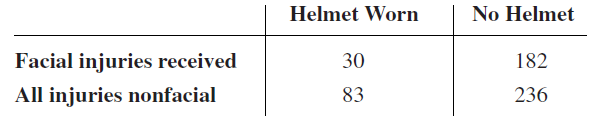 Helmet Worn No Helmet
Facial injuries received 30 182
All injuries nonfacial 83 236